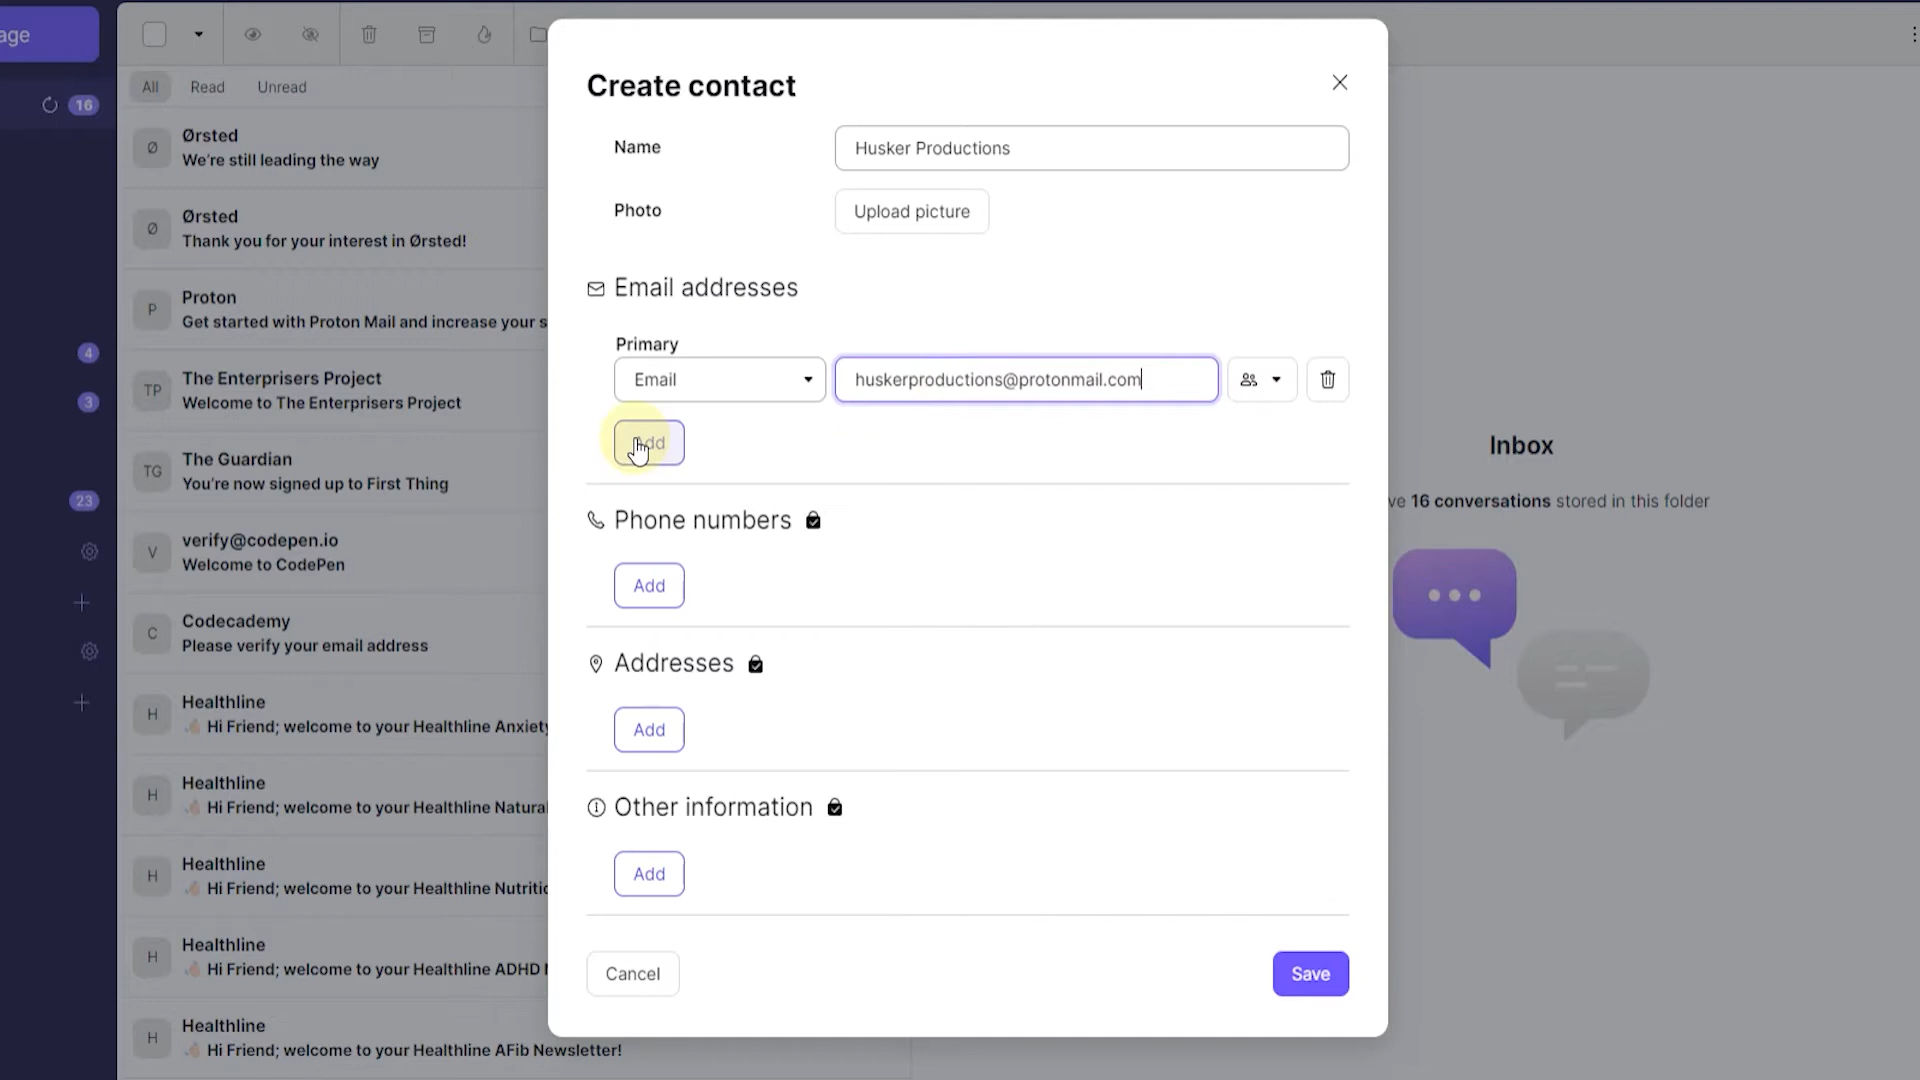 age
16
All Read Unread
Ø Ørsted
We're still leading the way
Ø Ørsted
Thank you for your interest in Ørsted!
P Proton
Get started with Proton Mail and increase your s
4
TP The Enterprisers Project
Welcome to The Enterprisers Project
3
TG The Guardian
You're now signed up to First Thing
23
V verify@codepen.io
Welcome to CodePen
C Codecademy
Please verify your email address
H Healthline
Hi Friend; welcome to your Healthline Anxiety
H Healthline
Hi Friend; welcome to your Healthline Natural
H Healthline
Hi Friend; welcome to your Healthline Nutritio
H Healthline
Hi Friend; welcome to your Healthline ADHD
H Healthline
Hi Friend; welcome to your Healthline AFib Newsletter!
Create contact
Name Husker Productions
Photo Upload picture
Email addresses
Primary
Email huskerproductions@protonmail.com
Add
Phone numbers
Add
Addresses
Add
Other information
Add
Cancel Save
Inbox
ve 16 conversations stored in this folder